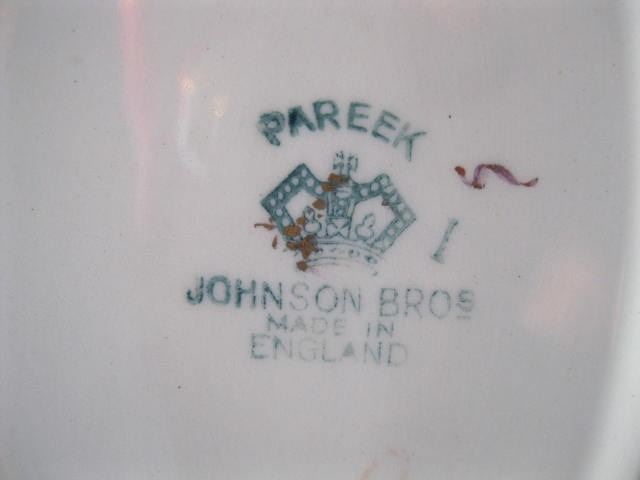 PAREEK
I
JOHNSON BROS
MADE IN
ENGLAND